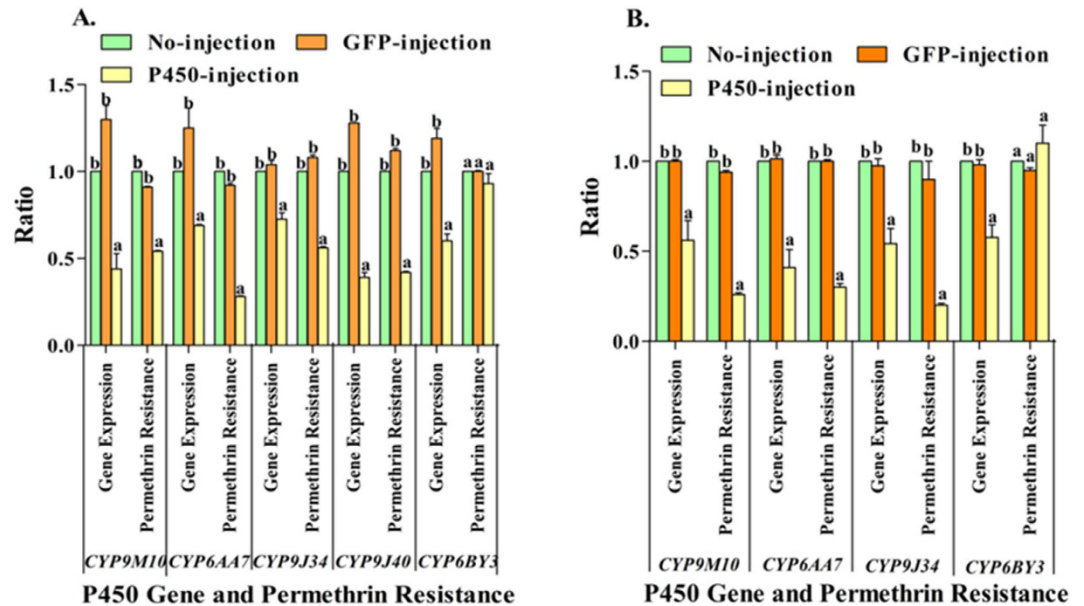 A.
No-injection GFP-injection
P450-injection
1.5
1.0
0.5
0.0
Ratio
b b a b b a b b a b b a b b a b b a b b a b b a b b a a a a
Gene Expression
Permethrin Resistance
Gene Expression
Permethrin Resistance
Gene Expression
Permethrin Resistance
Gene Expression
Permethrin Resistance
Gene Expression
Permethrin Resistance
CYP9M10 CYP6AA7 CYP9J34 CYP9J40 CYP6BY3
P450 Gene and Permethrin Resistance
B.
No-injection GFP-injection
P450-injection
1.5
1.0
0.5
0.0
Ratio
b b a b b a b b a b b a b b a b b a b b a a a a
Gene Expression
Permethrin Resistance
Gene Expression
Permethrin Resistance
Gene Expression
Permethrin Resistance
Gene Expression
Permethrin Resistance
CYP9M10 CYP6AA7 CYP9J34 CYP6BY3
P450 Gene and Permethrin Resistance